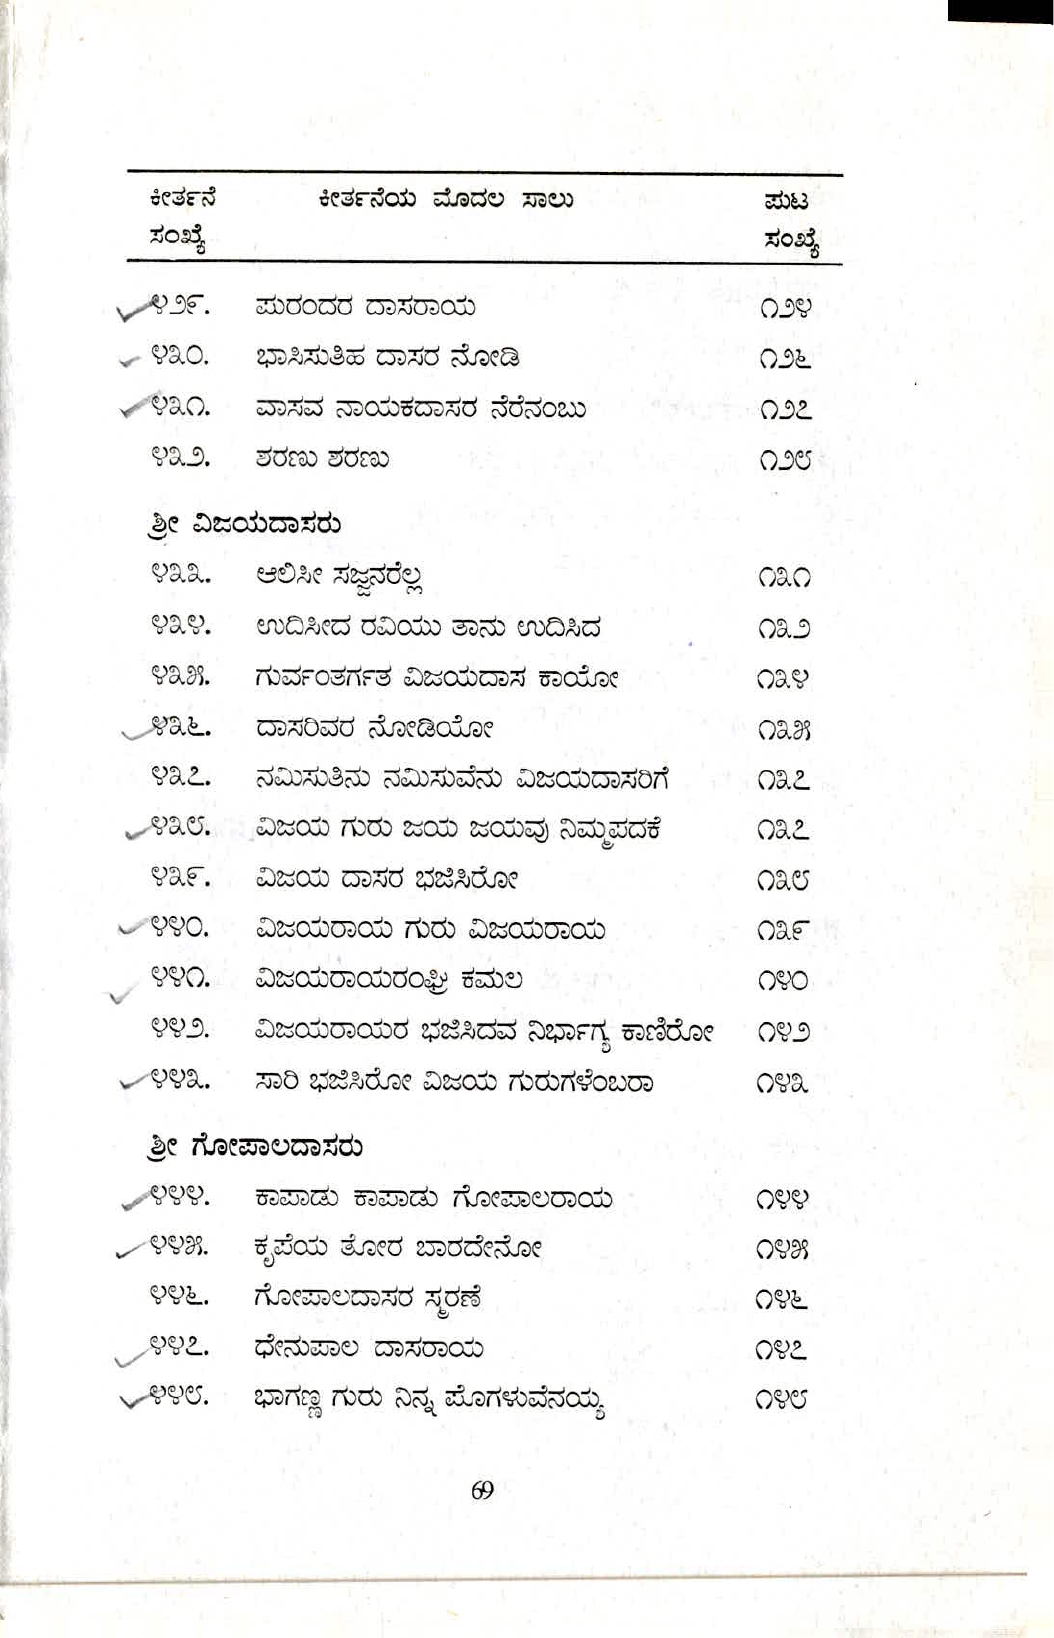 ಕೀರ್ತನೆ ಕೀರ್ತನೆಯ ಮೊದಲ ಸಾಲು ಪುಟ
ಸಂಖ್ಯೆ ಸಂಖ್ಯೆ
೪೨೯. ಪುರಂದರ ದಾಸರಾಯ ೧೨೪
೪೩೦. ಭಾಸಿಸುತಿಹ ದಾಸರ ನೋಡಿ ೧೨೬
೪೩೧. ವಾಸವ ನಾಯಕದಾಸರ ನೆರೆನಂಬು ೧೨೭
೪೩೨. ಶರಣು ಶರಣು ೧೨೮
ಶ್ರೀ ವಿಜಯದಾಸರು
೪೩೩. ಆಲಿಸೀ ಸಜ್ಜನರೆಲ್ಲ ೧೩೧
೪೩೪. ಉದಿಸೀದ ರವಿಯು ತಾನು ಉದಿಸಿದ ೧೩೨
೪೩೫. ಗುರ್ವಂತರ್ಗತ ವಿಜಯದಾಸ ಕಾಯೋ ೧೩೪
೪೩೬. ದಾಸರಿವರ ನೋಡಿಯೋ ೧೩೫
೪೩೭. ನಮಿಸುತಿನು ನಮಿಸುವೆನು ವಿಜಯದಾಸರಿಗೆ ೧೩೭
೪೩೮. ವಿಜಯ ಗುರು ಜಯ ಜಯವು ನಿಮ್ಮಪದಕೆ ೧೩೭
೪೩೯. ವಿಜಯ ದಾಸರ ಭಜಿಸಿರೋ ೧೩೮
೪೪೦. ವಿಜಯರಾಯ ಗುರು ವಿಜಯರಾಯ ೧೩೯
೪೪೧. ವಿಜಯರಾಯರಂಘ್ರಿ ಕಮಲ ೧೪೦
೪೪೨. ವಿಜಯರಾಯರ ಭಜಿಸಿದವ ನಿರ್ಭಾಗ್ಯ ಕಾಣಿರೋ ೧೪೨
೪೪೩. ಸಾರಿ ಭಜಿಸಿರೋ ವಿಜಯ ಗುರುಗಳೆಂಬರಾ ೧೪೩
ಶ್ರೀ ಗೋಪಾಲದಾಸರು
೪೪೪. ಕಾಪಾಡು ಕಾಪಾಡು ಗೋಪಾಲರಾಯ ೧೪೪
೪೪೫. ಕೃಪೆಯ ತೋರ ಬಾರದೇನೋ ೧೪೫
೪೪೬. ಗೋಪಾಲದಾಸರ ಸ್ಮರಣೆ ೧೪೬
೪೪೭. ಧೇನುಪಾಲ ದಾಸರಾಯ ೧೪೭
೪೪೮. ಭಾಗಣ್ಣ ಗುರು ನಿನ್ನ ಪೊಗಳುವೆನಯ್ಯ ೧೪೮
69